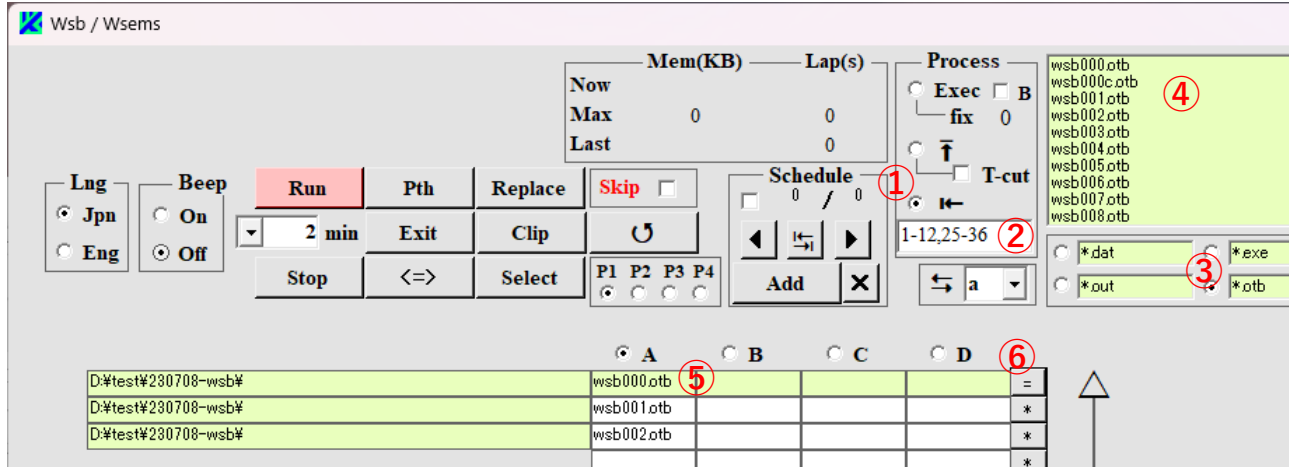 Wsb / Wsems
Mem(KB) Lap(s)
Now
Max 0 0
Last 0
Process
Exec B
fix 0
T-cut
①
1-12,25-36 ②
a
wsb000.otb
wsb000c.otb
wsb001.otb
wsb002.otb
wsb003.otb
wsb004.otb
wsb005.otb
wsb006.otb
wsb007.otb
wsb008.otb
④
*.dat *.exe
③
*.out *.otb
Lng
Jpn
Eng
Beep
On
Off
Run Pth Replace
2 min Exit Clip
Stop <=> Select
Skip
↺
P1 P2 P3 P4
Schedule
0 / 0
Add ×
A B C D ⑥
D:¥test¥230708-wsb¥ wsb000.otb ⑤ =
D:¥test¥230708-wsb¥ wsb001.otb *
D:¥test¥230708-wsb¥ wsb002.otb *
*